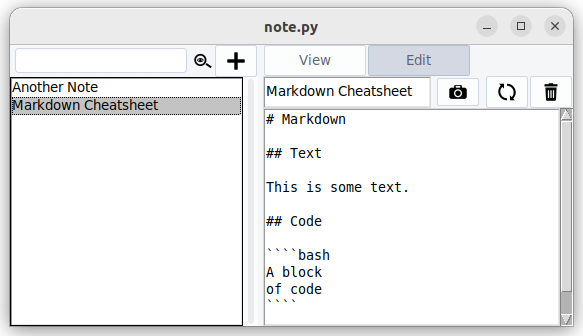 note.py
View
Edit
Another Note
Markdown Cheatsheet
Markdown Cheatsheet
# Markdown
## Text
This is some text.
## Code
````bash
A block
of code
````